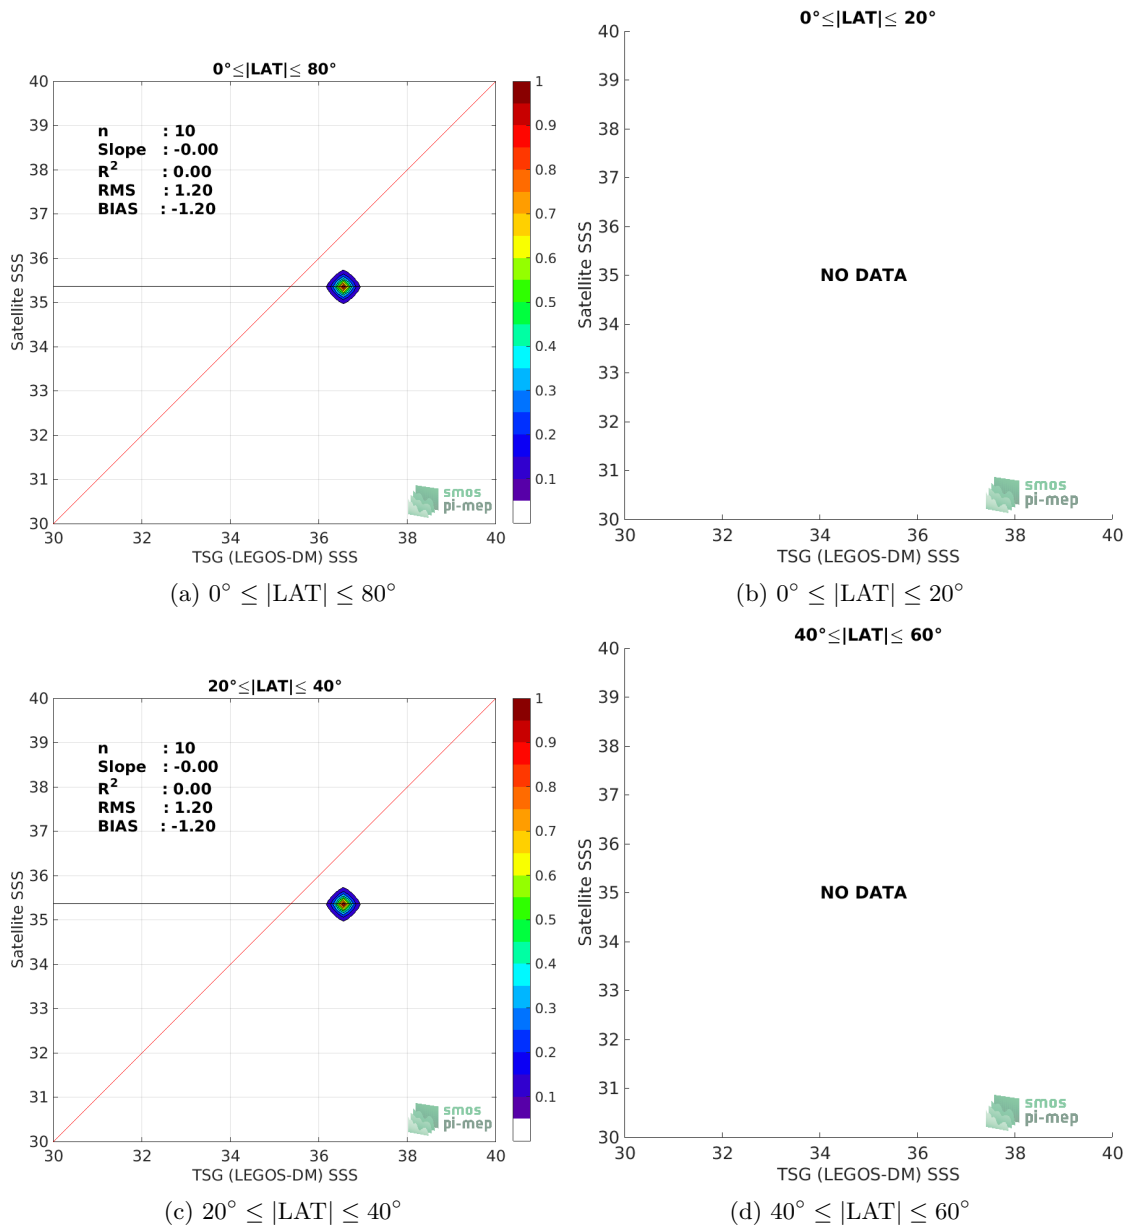 0°≤|LAT|≤ 80°
40
39
38
37
36
35
34
33
32
31
30
Satellite SSS
n : 10
Slope : -0.00
R² : 0.00
RMS : 1.20
BIAS : -1.20
1
0.9
0.8
0.7
0.6
0.5
0.4
0.3
0.2
0.1
smos
pi-mep
30 32 34 36 38 40
TSG (LEGOS-DM) SSS
(a) 0° ≤ |LAT| ≤ 80°
0°≤|LAT|≤ 20°
40
39
38
37
36
35
34
33
32
31
30
Satellite SSS
NO DATA
smos
pi-mep
30 32 34 36 38 40
TSG (LEGOS-DM) SSS
(b) 0° ≤ |LAT| ≤ 20°
20°≤|LAT|≤ 40°
40
39
38
37
36
35
34
33
32
31
30
Satellite SSS
n : 10
Slope : -0.00
R² : 0.00
RMS : 1.20
BIAS : -1.20
1
0.9
0.8
0.7
0.6
0.5
0.4
0.3
0.2
0.1
smos
pi-mep
30 32 34 36 38 40
TSG (LEGOS-DM) SSS
(c) 20° ≤ |LAT| ≤ 40°
40°≤|LAT|≤ 60°
40
39
38
37
36
35
34
33
32
31
30
Satellite SSS
NO DATA
smos
pi-mep
30 32 34 36 38 40
TSG (LEGOS-DM) SSS
(d) 40° ≤ |LAT| ≤ 60°